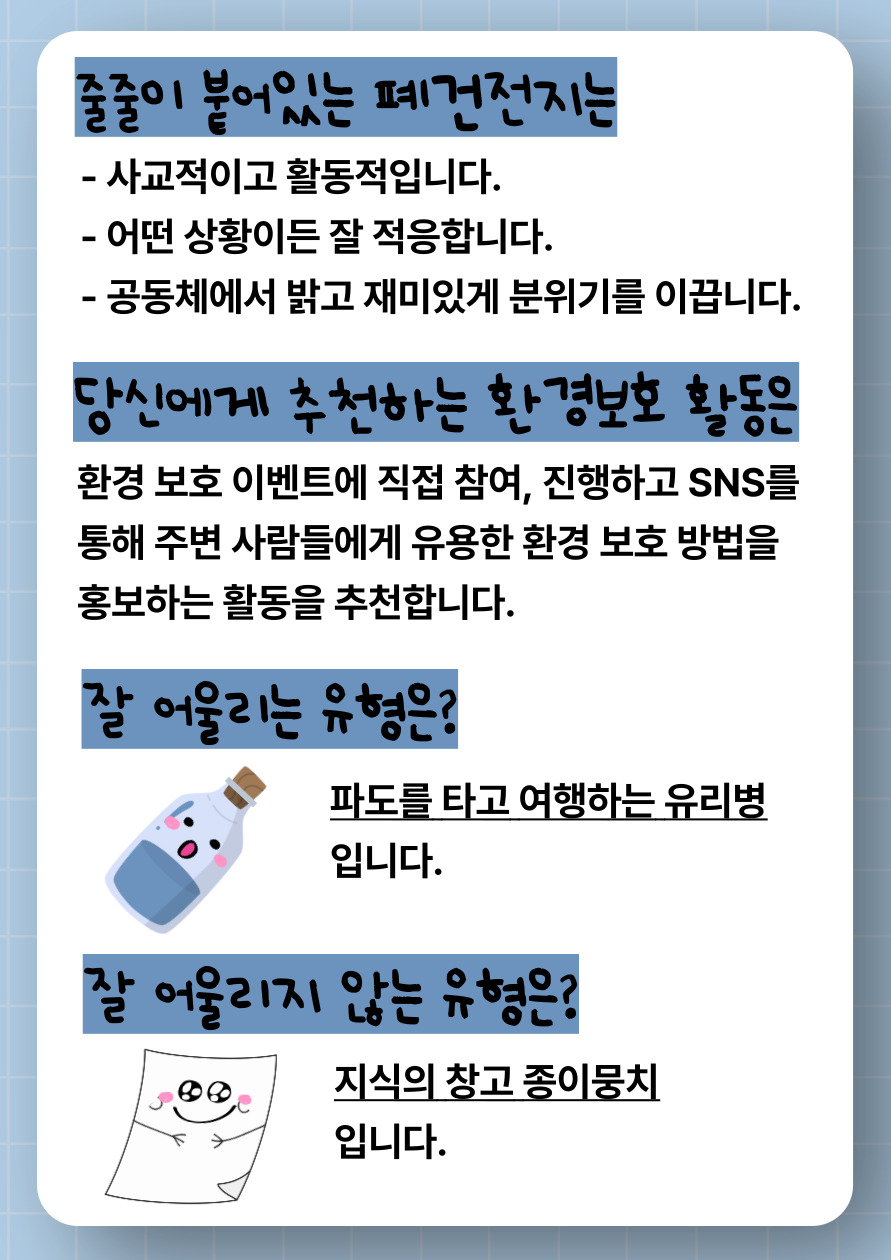 줄줄이 붙어있는 폐건전지는
- 사교적이고 활동적입니다.
- 어떤 상황이든 잘 적응합니다.
- 공동체에서 밝고 재미있게 분위기를 이끕니다.
당신에게 추천하는 환경보호 활동은
환경 보호 이벤트에 직접 참여, 진행하고 SNS를
통해 주변 사람들에게 유용한 환경 보호 방법을
홍보하는 활동을 추천합니다.
잘 어울리는 유형은?
파도를 타고 여행하는 유리병
입니다.
잘 어울리지 않는 유형은?
지식의 창고 종이뭉치
입니다.